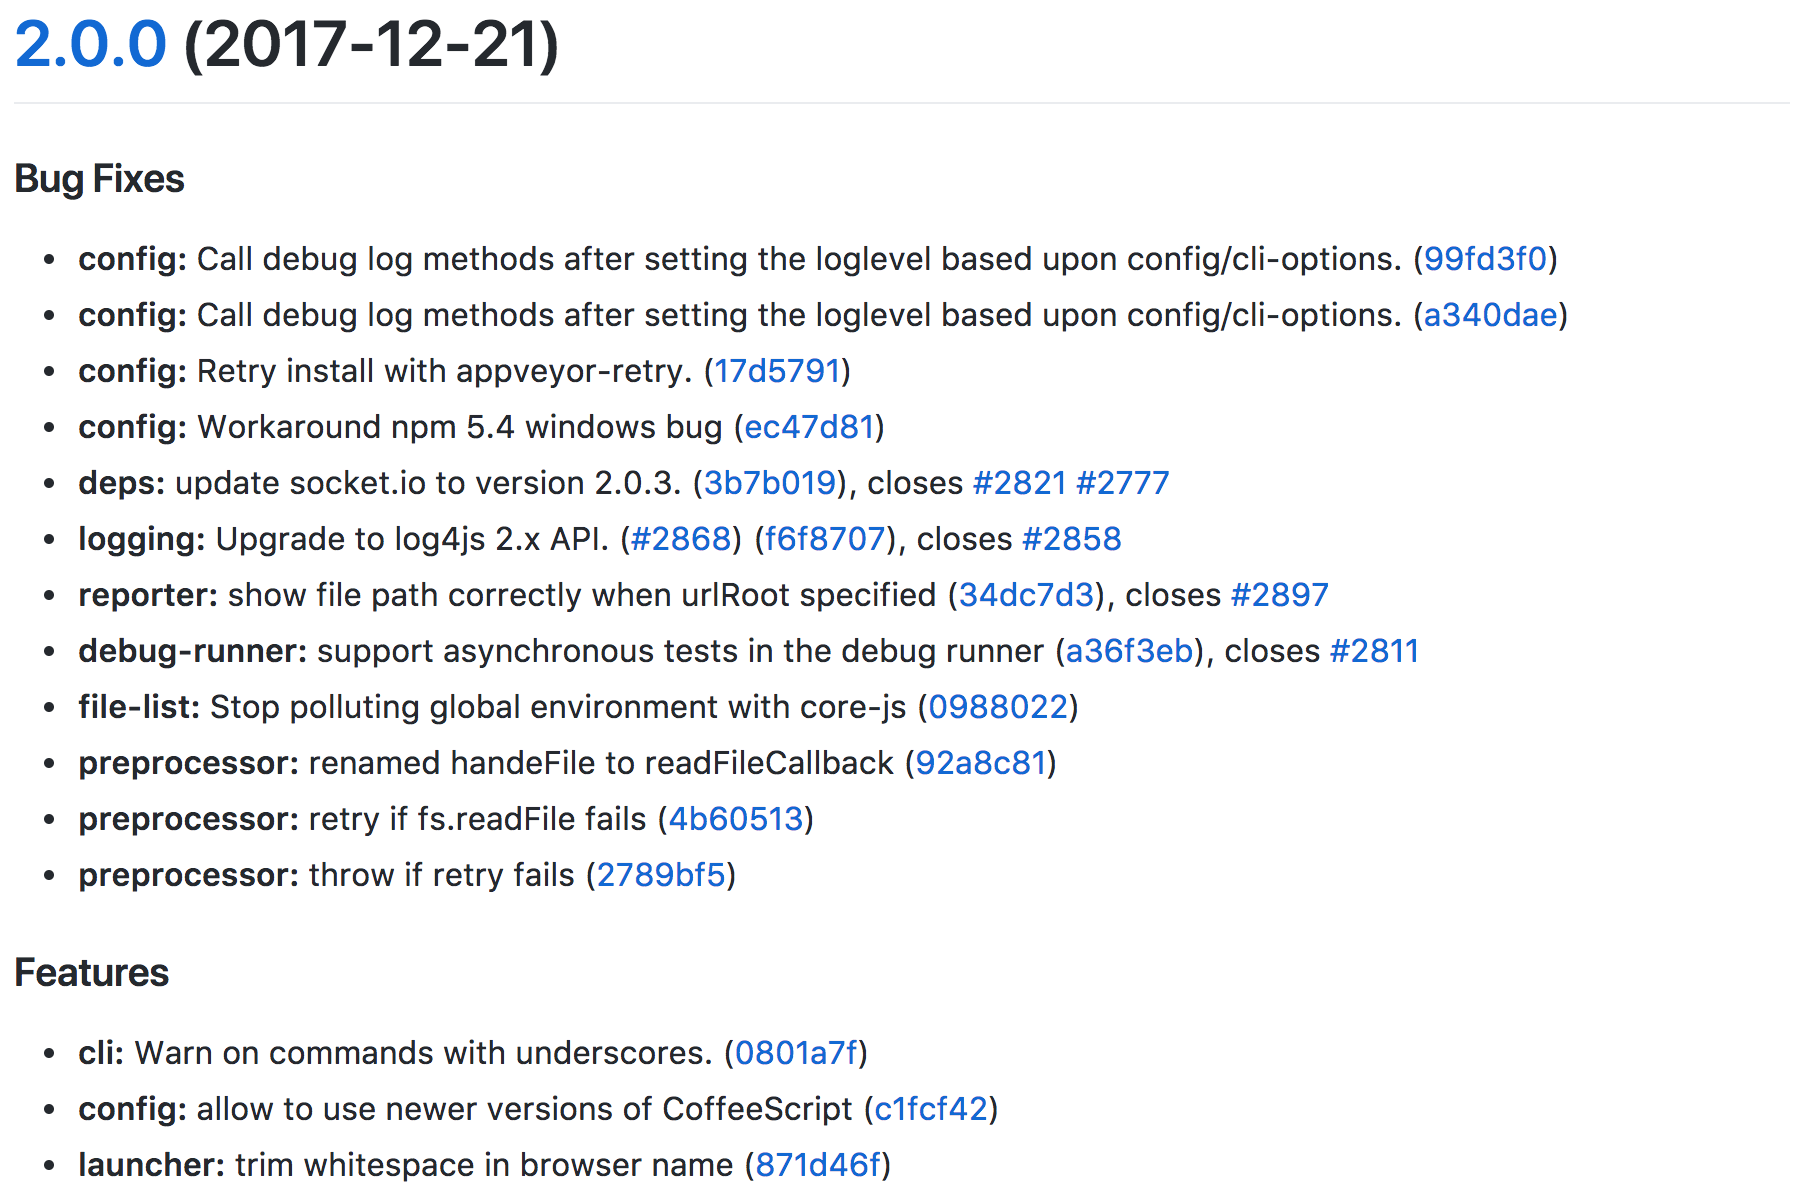 2.0.0 (2017-12-21)
Bug Fixes
• config: Call debug log methods after setting the loglevel based upon config/cli-options. (99fd3f0)
• config: Call debug log methods after setting the loglevel based upon config/cli-options. (a340dae)
• config: Retry install with appveyor-retry. (17d5791)
• config: Workaround npm 5.4 windows bug (ec47d81)
• deps: update socket.io to version 2.0.3. (3b7b019), closes #2821 #2777
• logging: Upgrade to log4js 2.x API. (#2868) (f6f8707), closes #2858
• reporter: show file path correctly when urlRoot specified (34dc7d3), closes #2897
• debug-runner: support asynchronous tests in the debug runner (a36f3eb), closes #2811
• file-list: Stop polluting global environment with core-js (0988022)
• preprocessor: renamed handeFile to readFileCallback (92a8c81)
• preprocessor: retry if fs.readFile fails (4b60513)
• preprocessor: throw if retry fails (2789bf5)
Features
• cli: Warn on commands with underscores. (0801a7f)
• config: allow to use newer versions of CoffeeScript (c1fcf42)
• launcher: trim whitespace in browser name (871d46f)